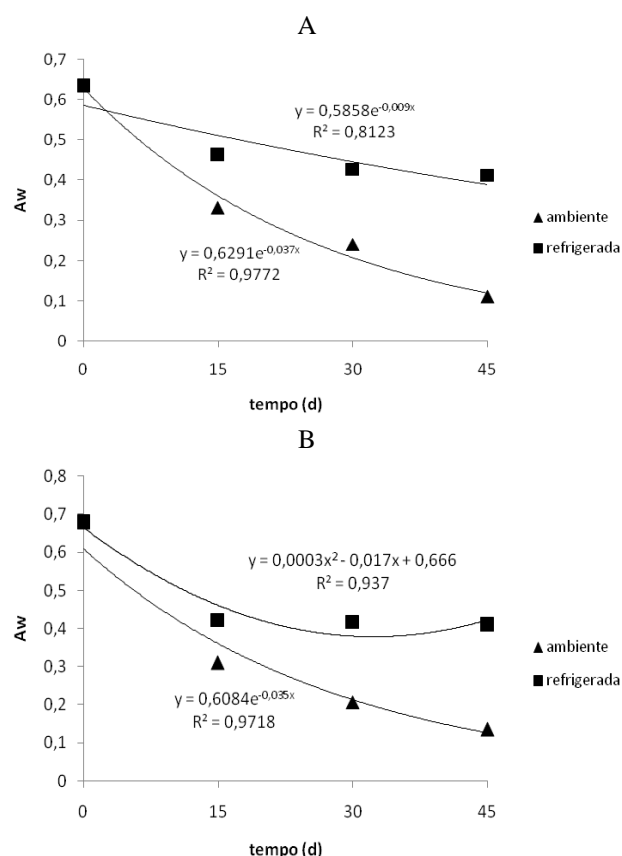 A
0,7
0,6
0,5
0,4
0,3
0,2
0,1
0
Aw
y = 0,5858e^-0,009x
R² = 0,8123
y = 0,6291e^-0,037x
R² = 0,9772
0 15 30 45
tempo (d)
ambiente
refrigerada
B
0,8
0,7
0,6
0,5
0,4
0,3
0,2
0,1
0
Aw
y = 0,0003x² - 0,017x + 0,666
R² = 0,937
y = 0,6084e^-0,035x
R² = 0,9718
0 15 30 45
tempo (d)
ambiente
refrigerada